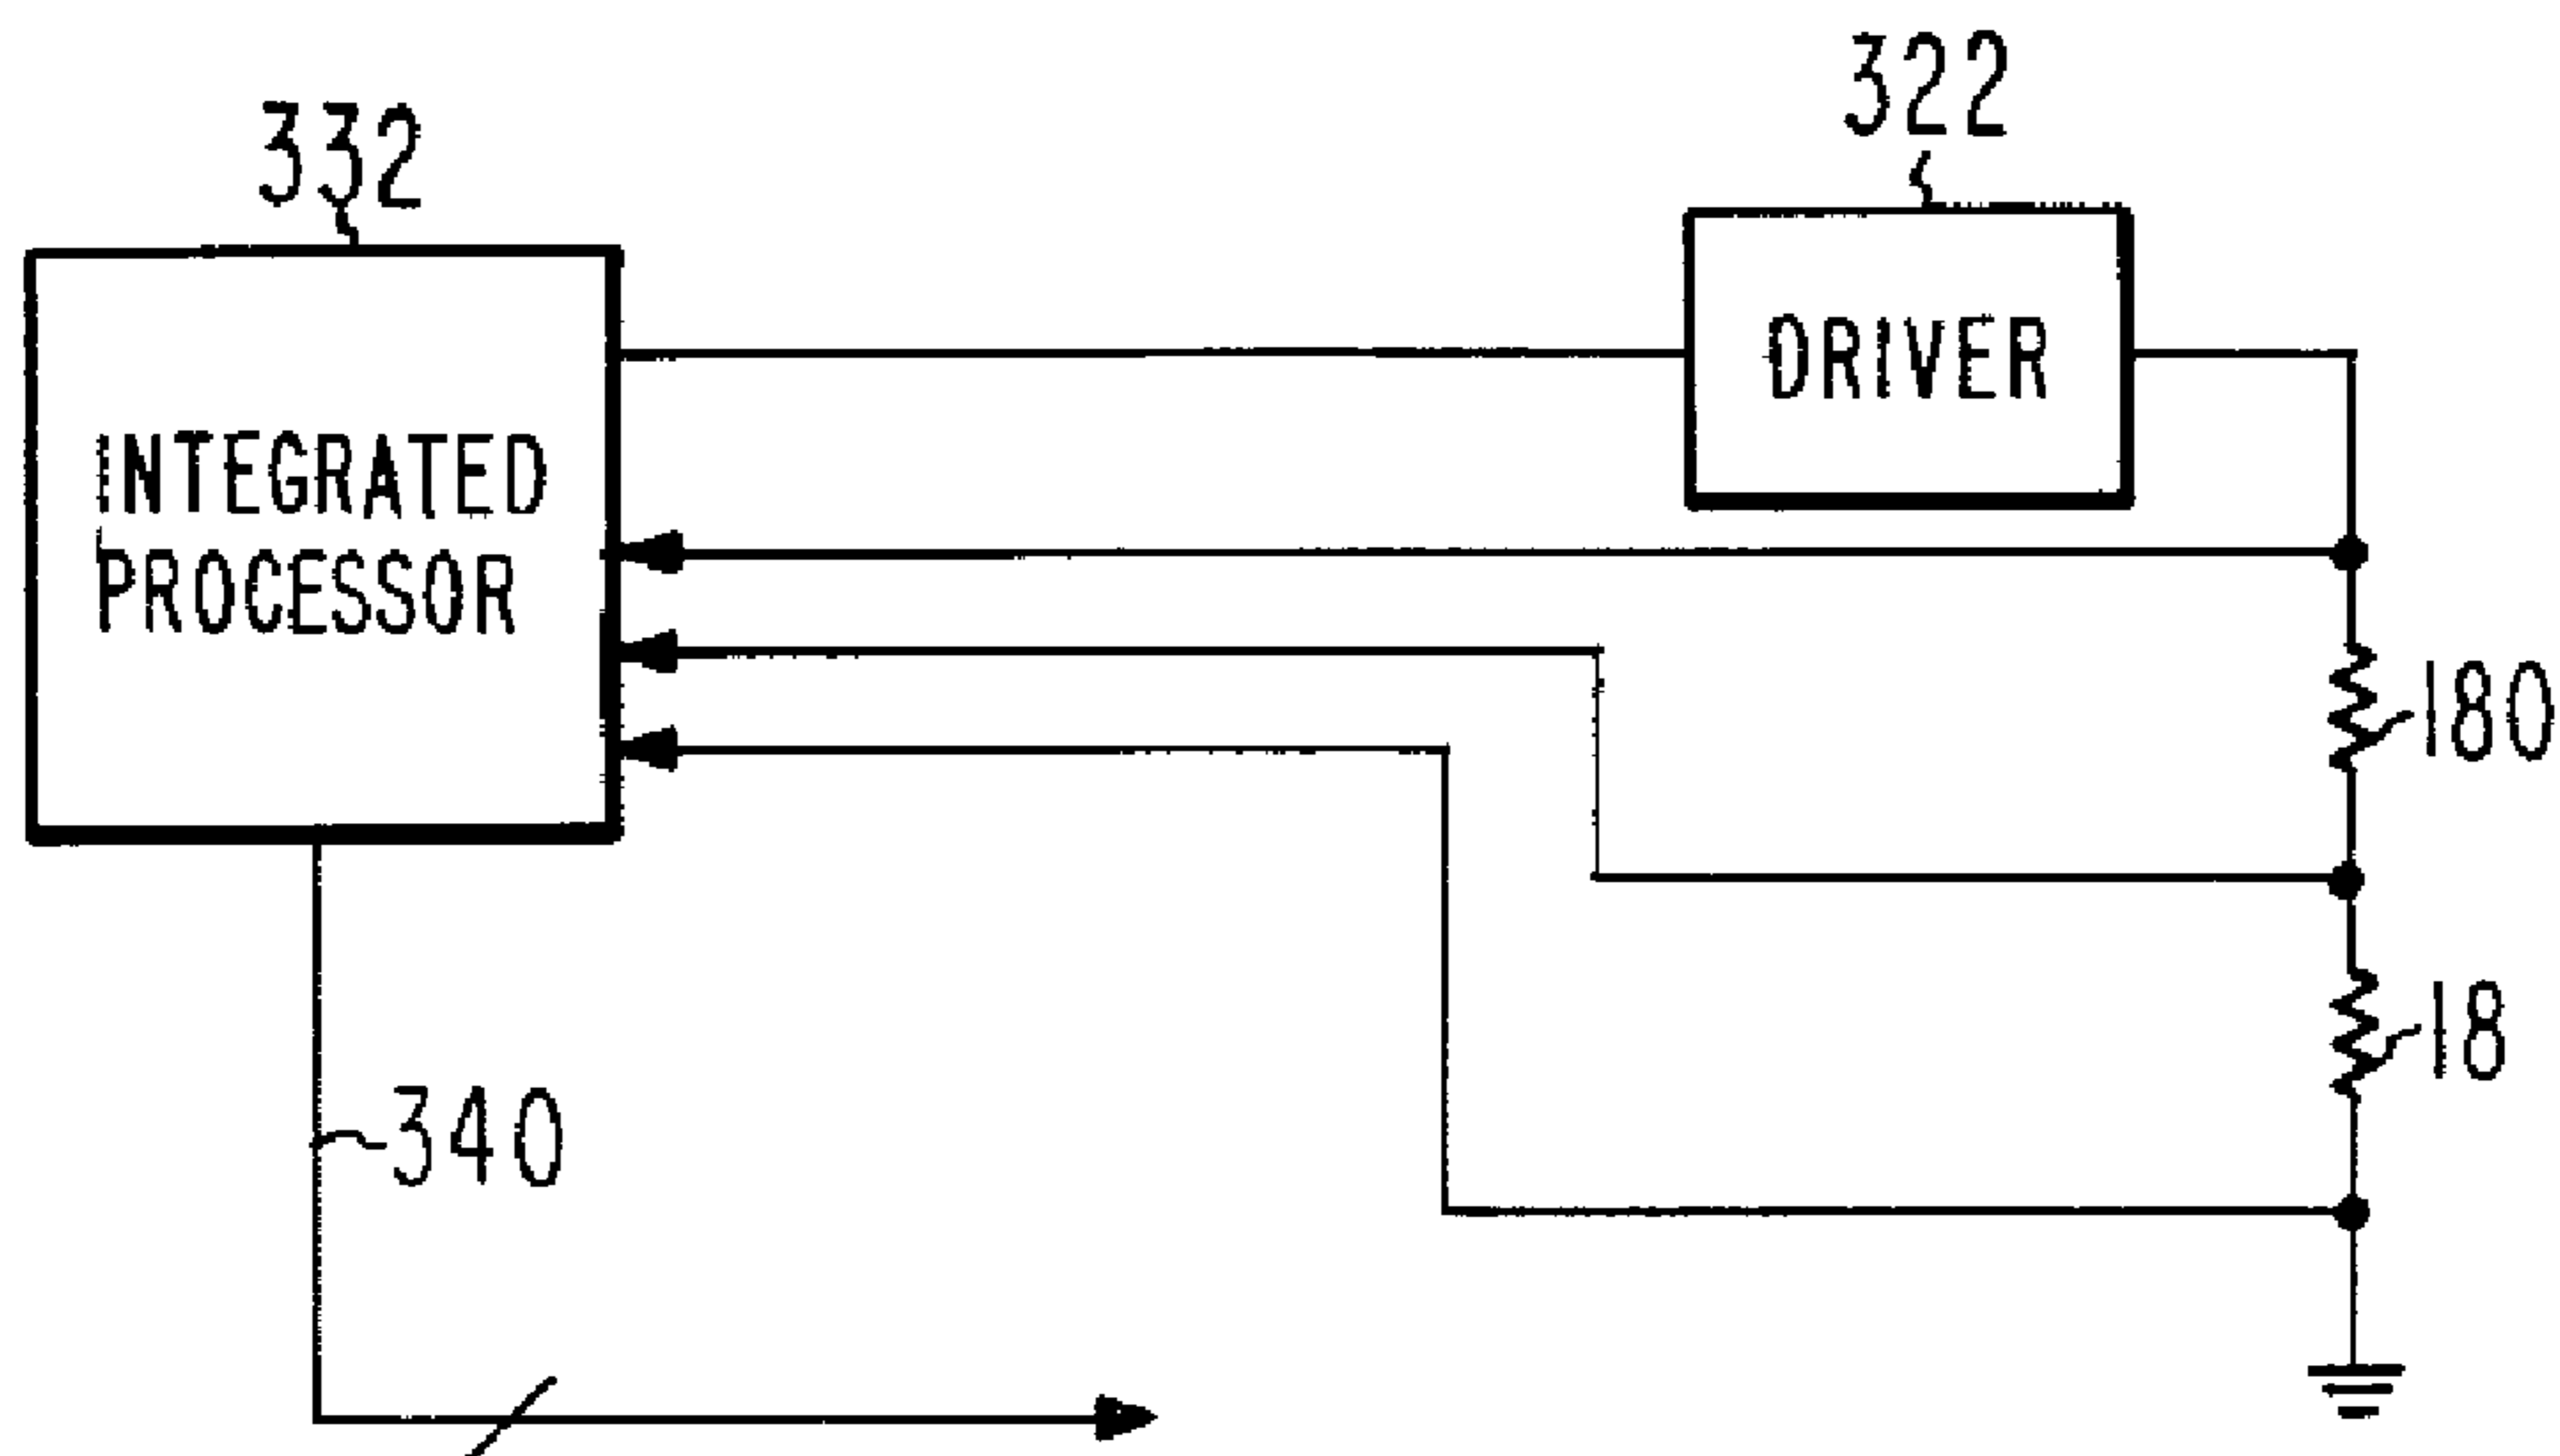 332
322
DRIVER
INTEGRATED
PROCESSOR
180
18
340